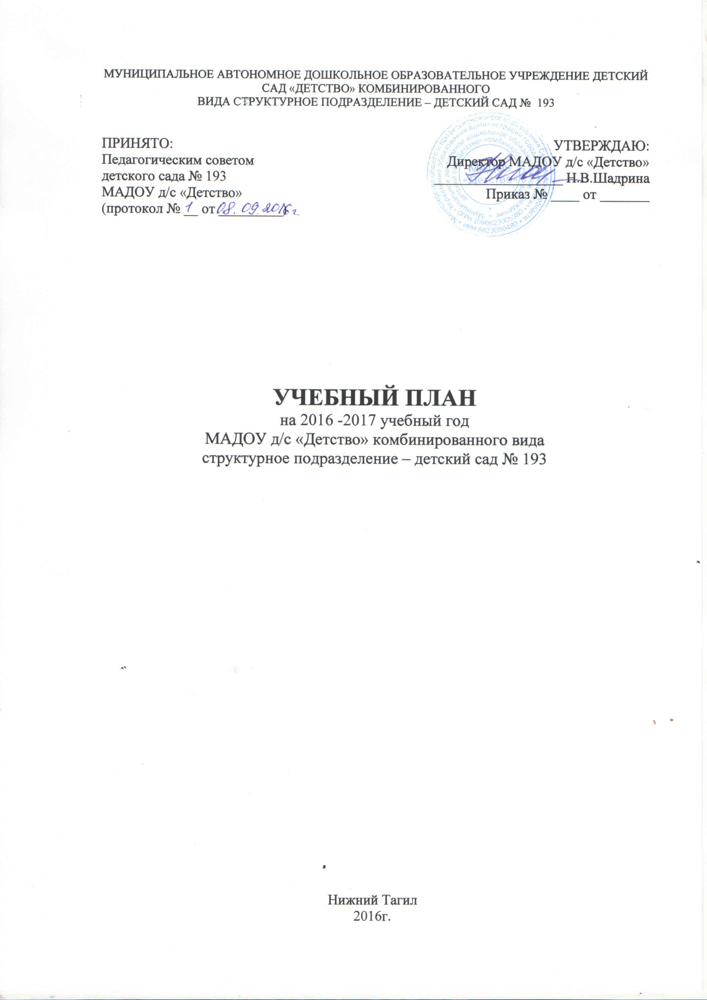 МУНИЦИПАЛЬНОЕ АВТОНОМНОЕ ДОШКОЛЬНОЕ ОБРАЗОВАТЕЛЬНОЕ УЧРЕЖДЕНИЕ ДЕТСКИЙ
САД «ДЕТСТВО» КОМБИНИРОВАННОГО
ВИДА СТРУКТУРНОЕ ПОДРАЗДЕЛЕНИЕ – ДЕТСКИЙ САД № 193
ПРИНЯТО:
Педагогическим советом
детского сада № 193
МАДОУ д/с «Детство»
(протокол № 1 от 08.09.2016г.
УТВЕРЖДАЮ:
Директор МАДОУ д/с «Детство»
Н.В.Шадрина
Приказ № ____ от _______
ОГРН 1086623005380
ИНН 6623050480
УЧЕБНЫЙ ПЛАН
на 2016 -2017 учебный год
МАДОУ д/с «Детство» комбинированного вида
структурное подразделение – детский сад № 193
Нижний Тагил
2016г.